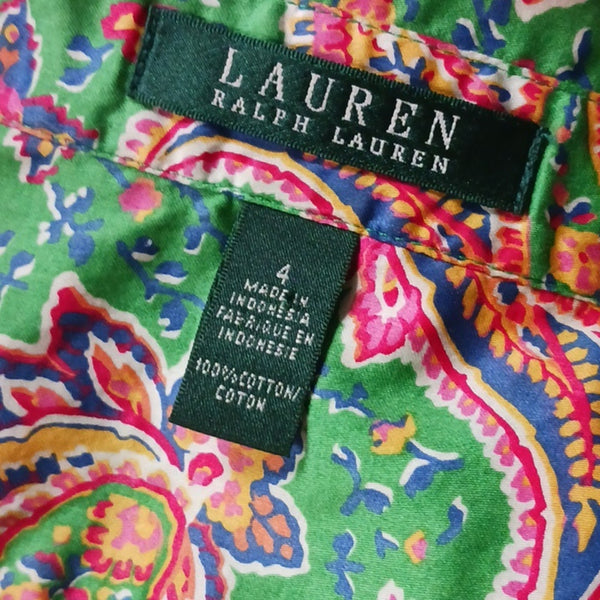 LAUREN
RALPH LAUREN
4
MADE IN
INDONESIA
FABRIQUE EN
INDONESIE
100%COTTON/
COTON